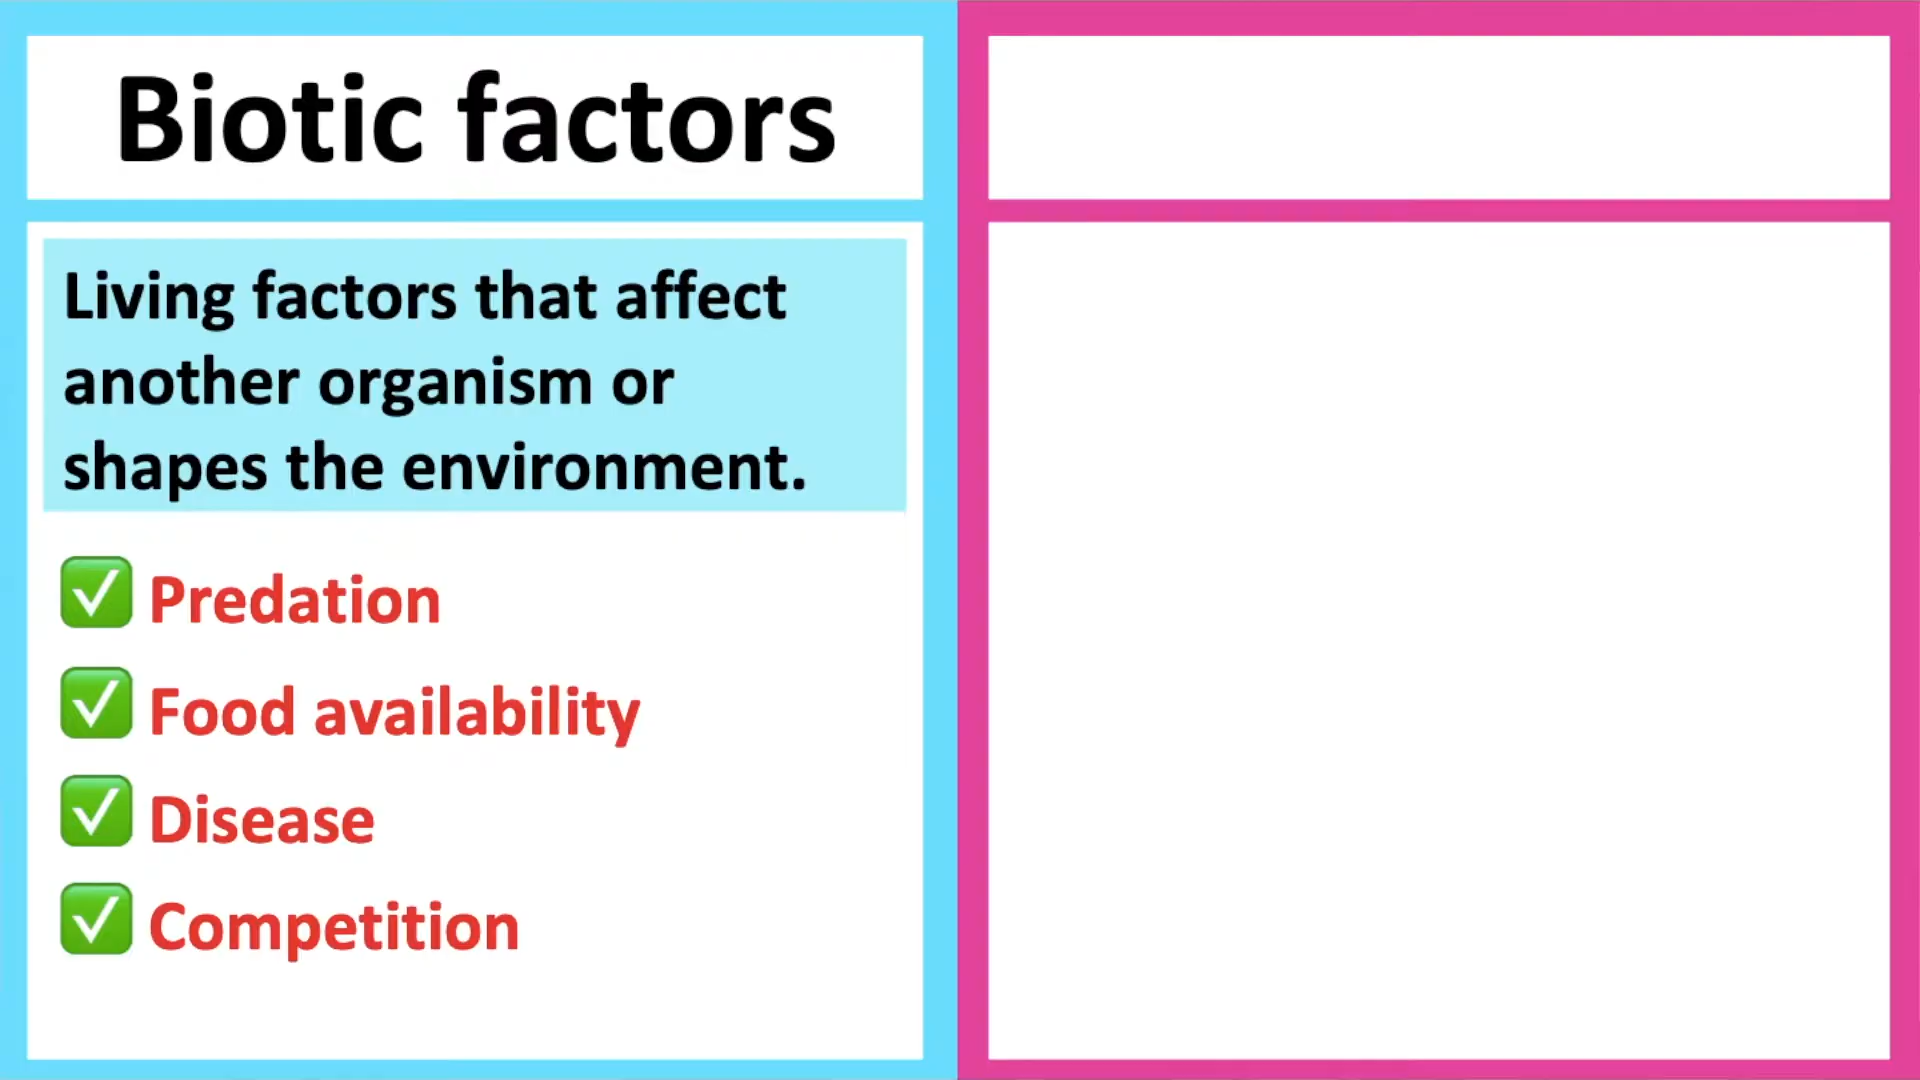 Biotic factors
Living factors that affect
another organism or
shapes the environment.
✅ Predation
✅ Food availability
✅ Disease
✅ Competition